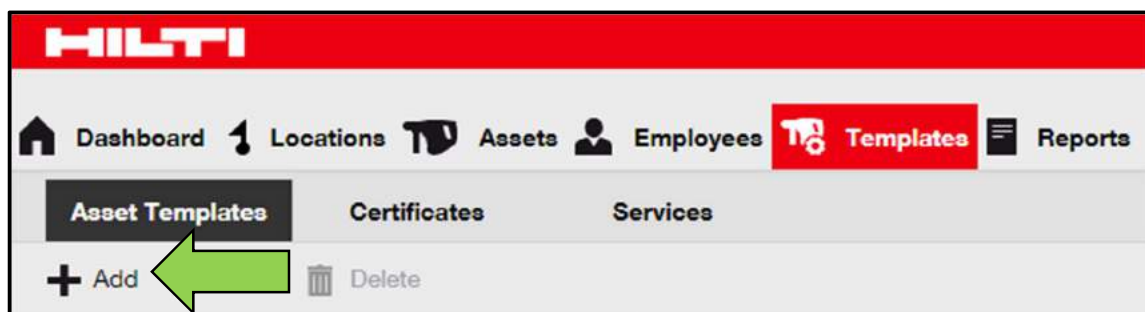 HILTI
Dashboard Locations Assets Employees Templates Reports
Asset Templates Certificates Services
Add Delete